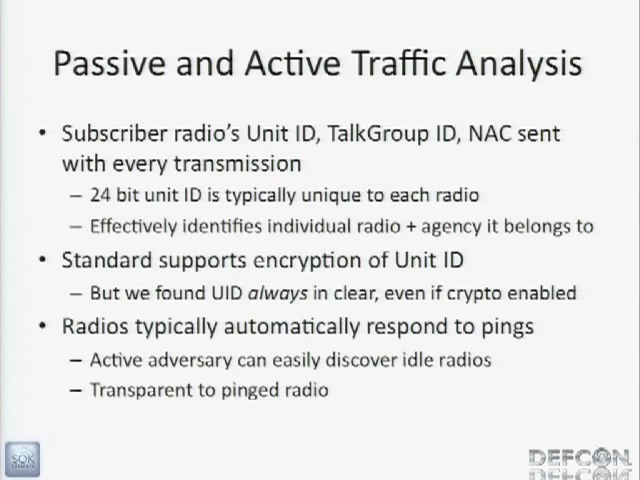 Passive and Active Traffic Analysis
• Subscriber radio's Unit ID, TalkGroup ID, NAC sent
with every transmission
– 24 bit unit ID is typically unique to each radio
– Effectively identifies individual radio + agency it belongs to
• Standard supports encryption of Unit ID
– But we found UID always in clear, even if crypto enabled
• Radios typically automatically respond to pings
– Active adversary can easily discover idle radios
– Transparent to pinged radio
SOK
DEFCON